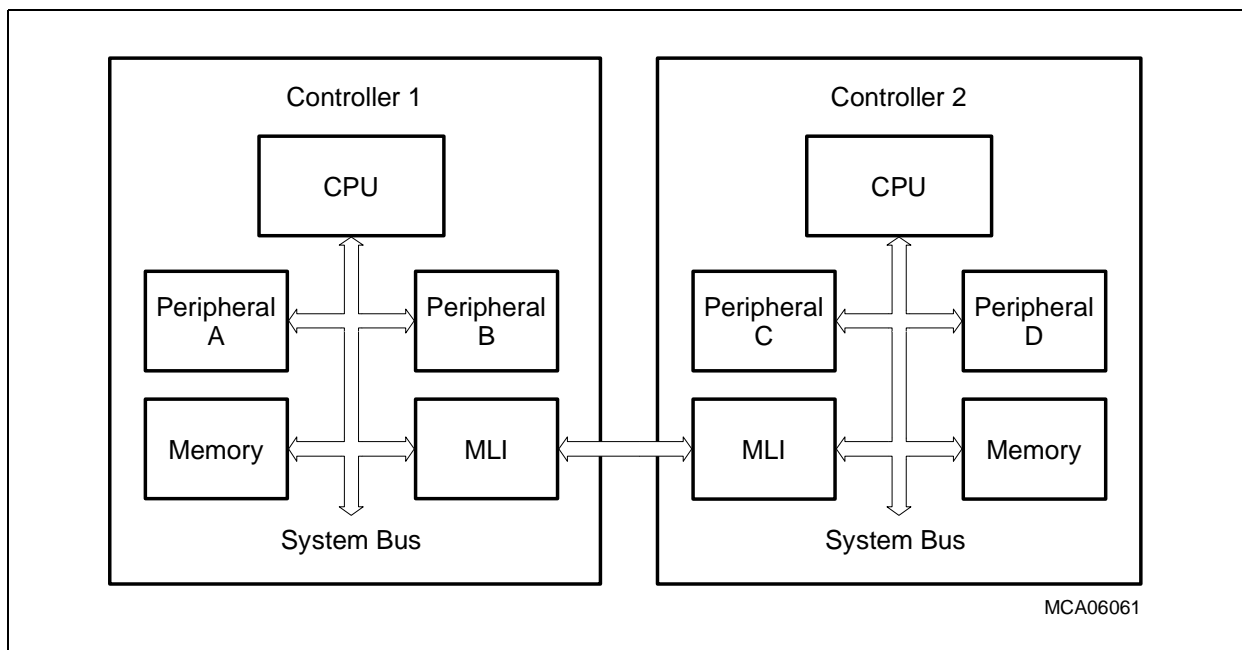 Controller 1
CPU
Peripheral
A
Peripheral
B
Memory
MLI
System Bus
Controller 2
CPU
Peripheral
C
Peripheral
D
MLI
Memory
System Bus
MCA06061